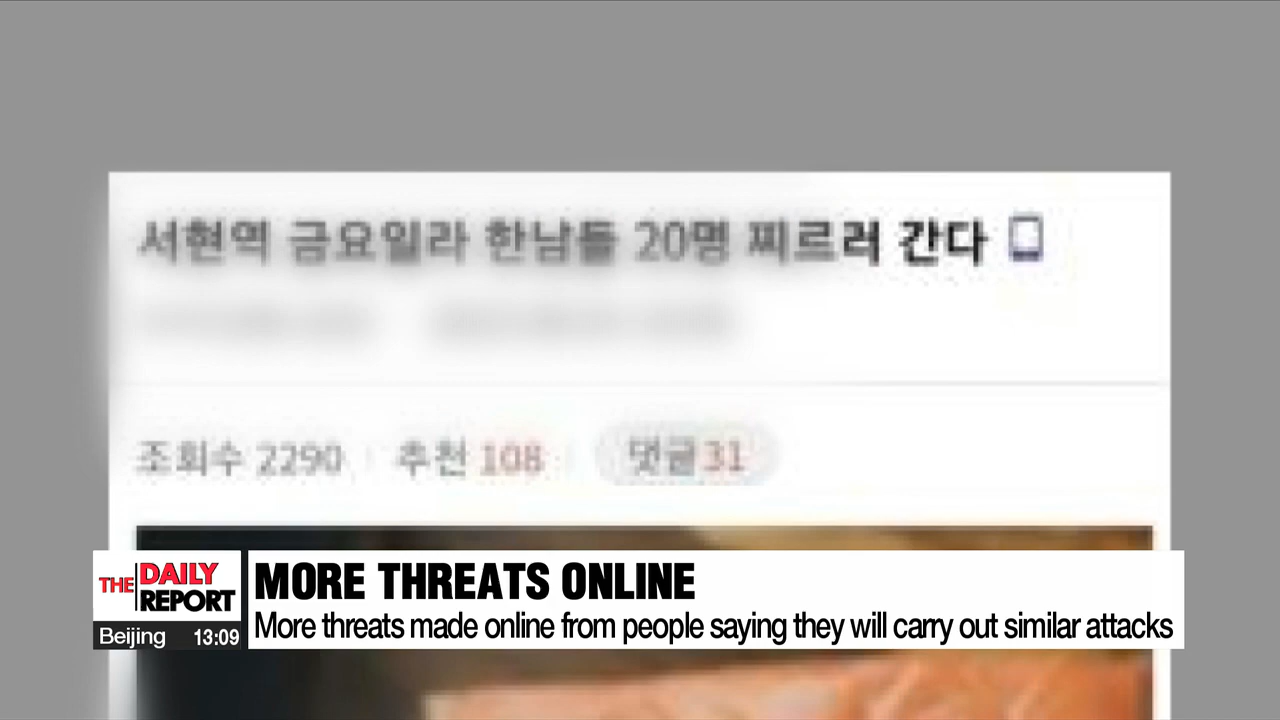 서현역 금요일라 한남들 20명 찌르러 간다
조회수 2290 추천 108 댓글 31
THE DAILY REPORT
MORE THREATS ONLINE
More threats made online from people saying they will carry out similar attacks
Beijing 13:09